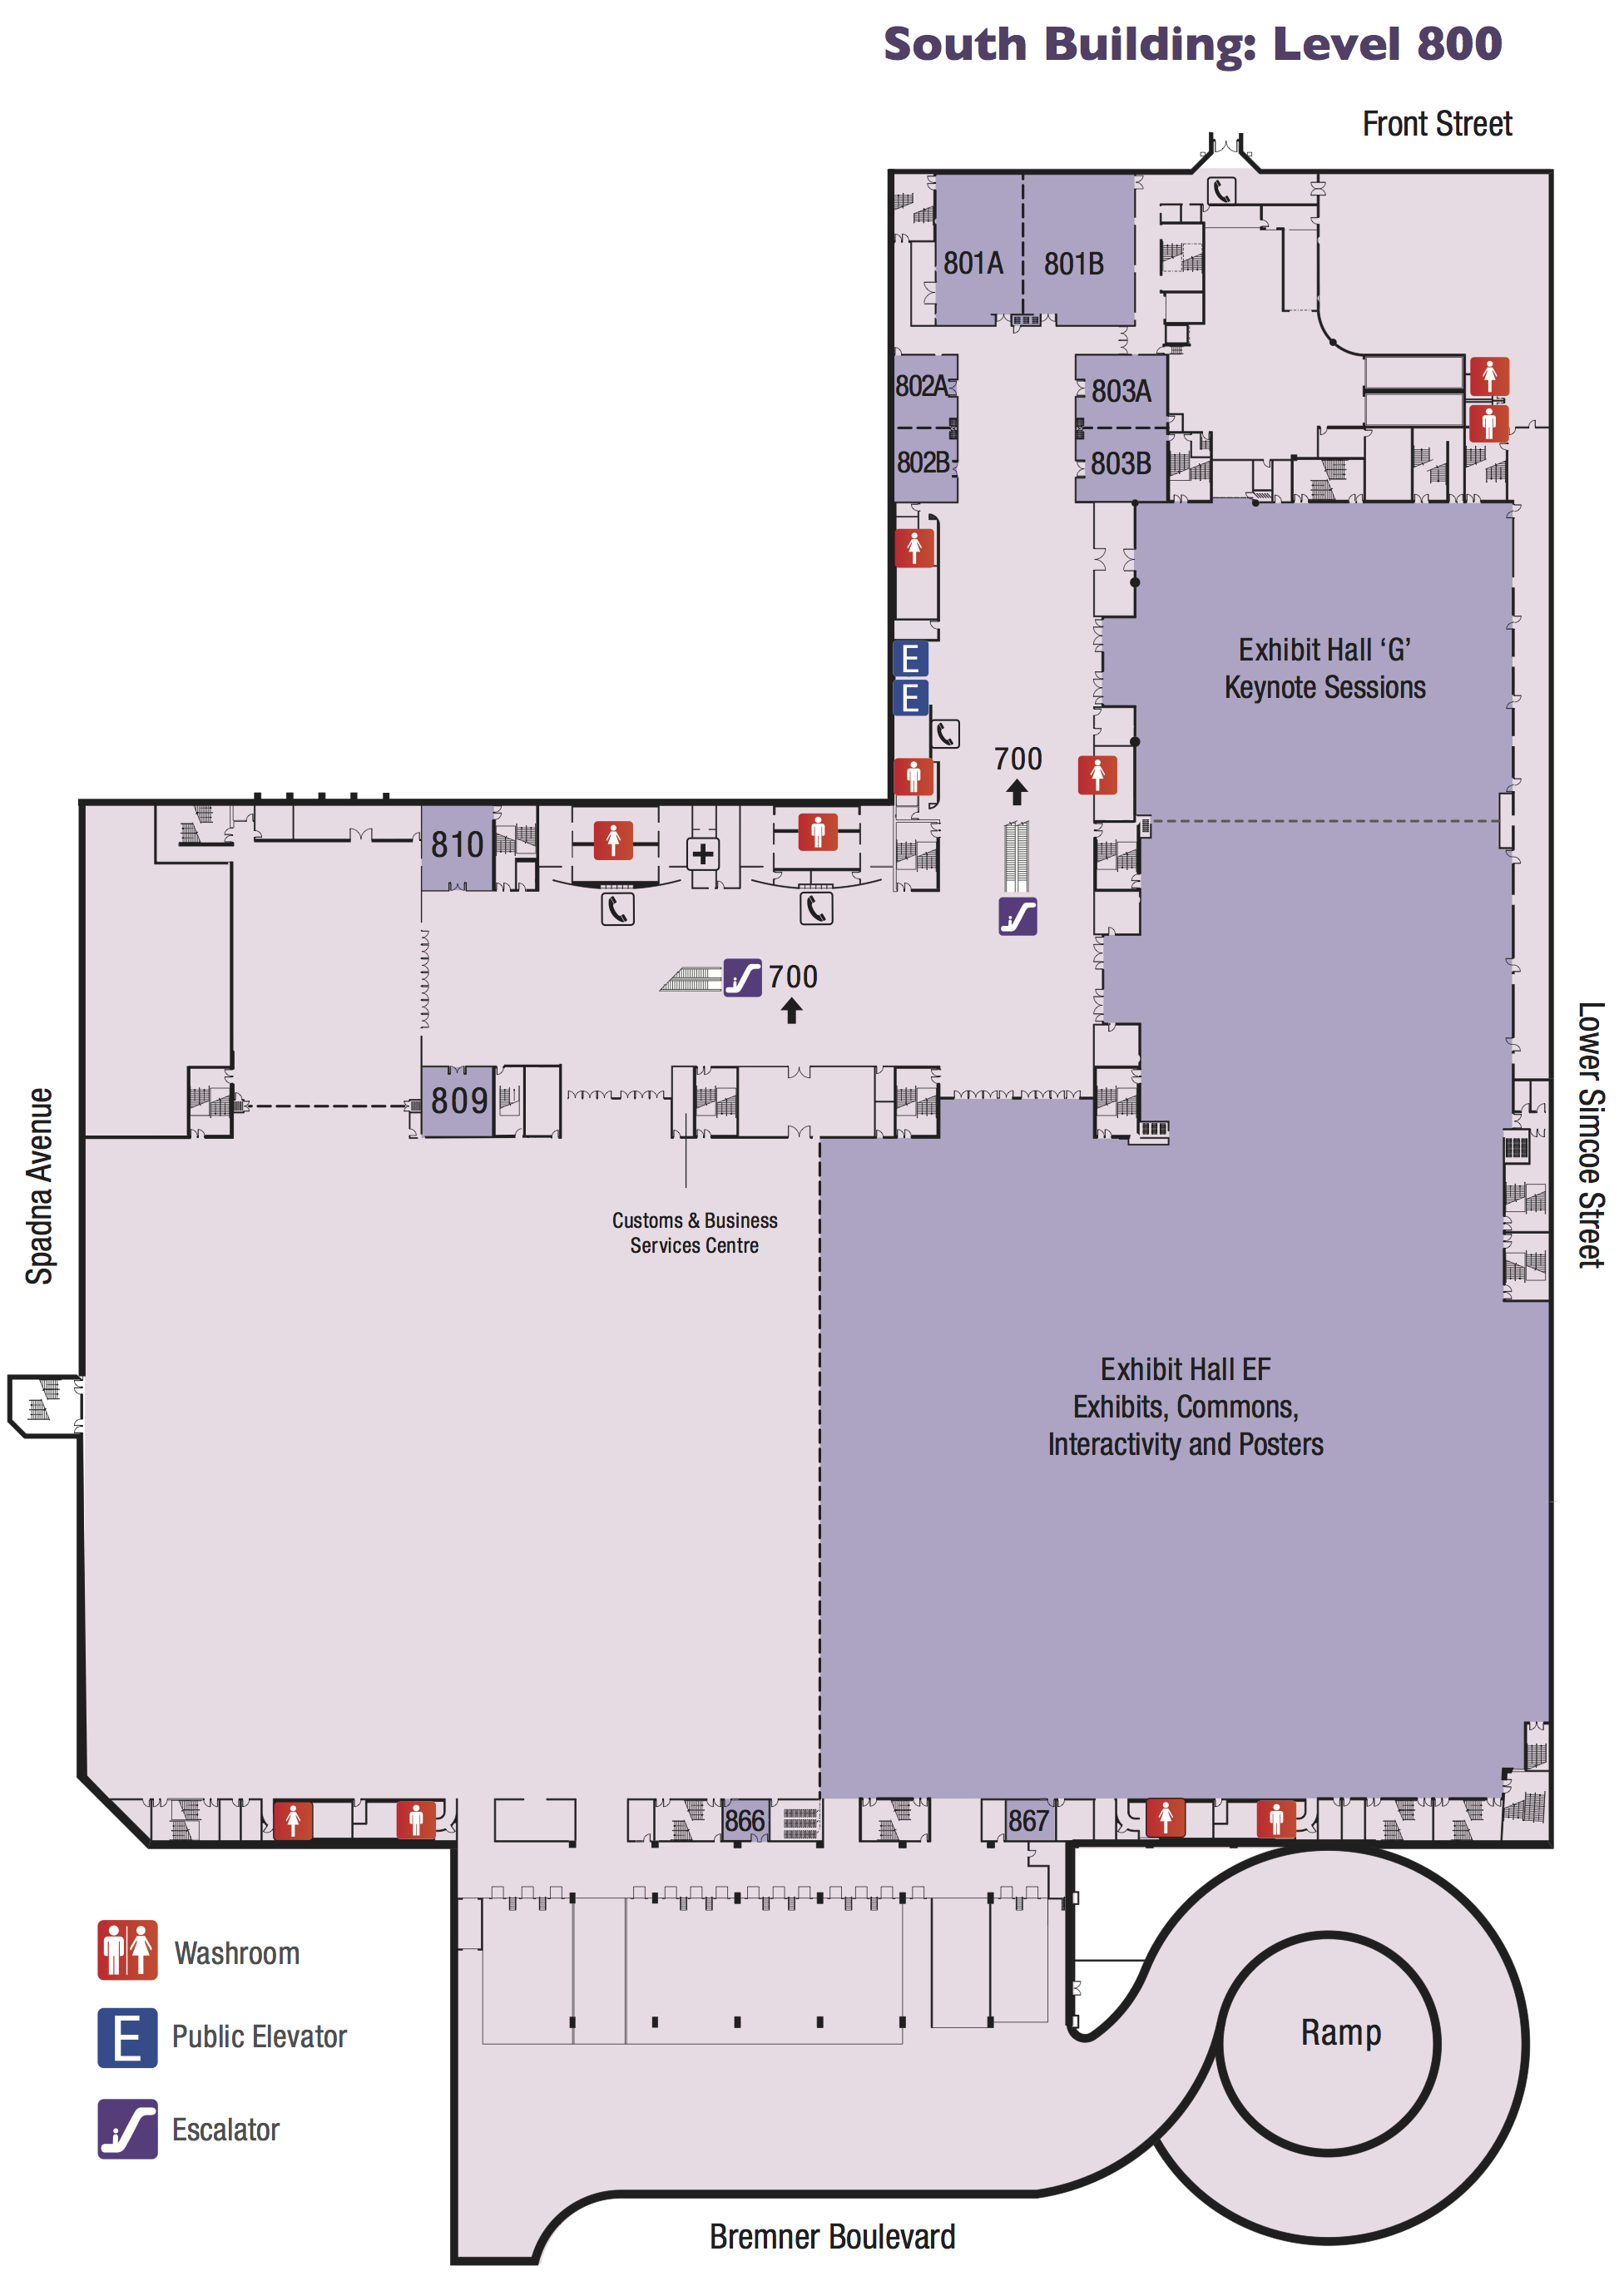 South Building: Level 800
Front Street
801A
801B
802A
803A
802B
803B
Exhibit Hall ‘G’
Keynote Sessions
E
E
700
810
700
809
Spadna Avenue
Lower Simcoe Street
Customs & Business
Services Centre
Exhibit Hall EF
Exhibits, Commons,
Interactivity and Posters
866
867
Washroom
E Public Elevator
Escalator
Ramp
Bremner Boulevard